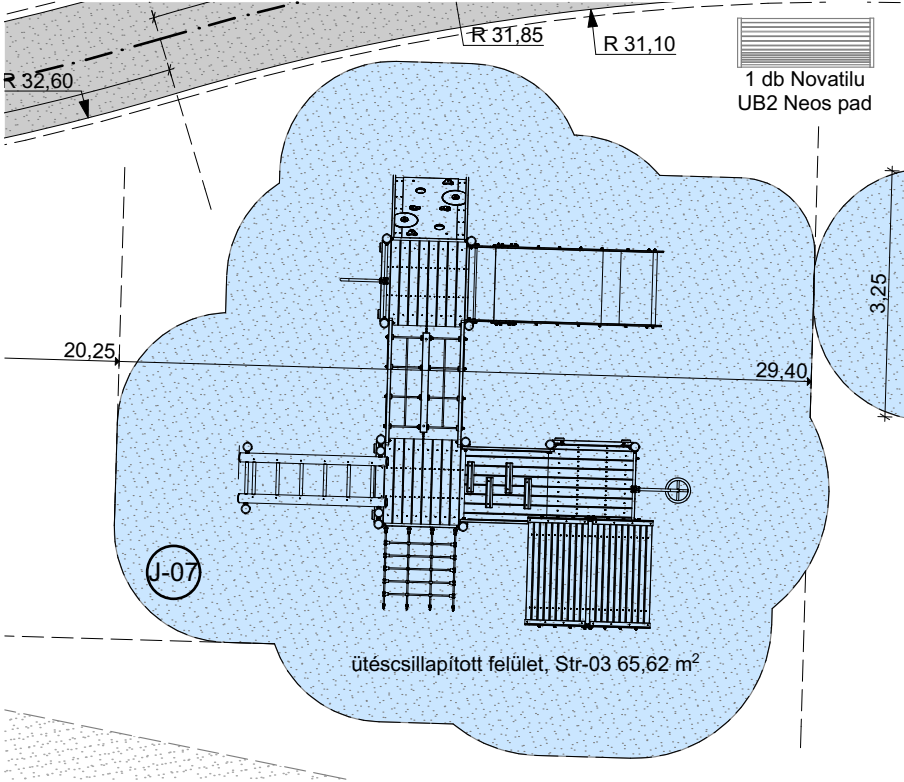 R 31,85
R 31,10
R 32,60
1 db Novatilu
UB2 Neos pad
3,25
20,25
29,40
J-07
ütéscsillapított felület, Str-03 65,62 m²